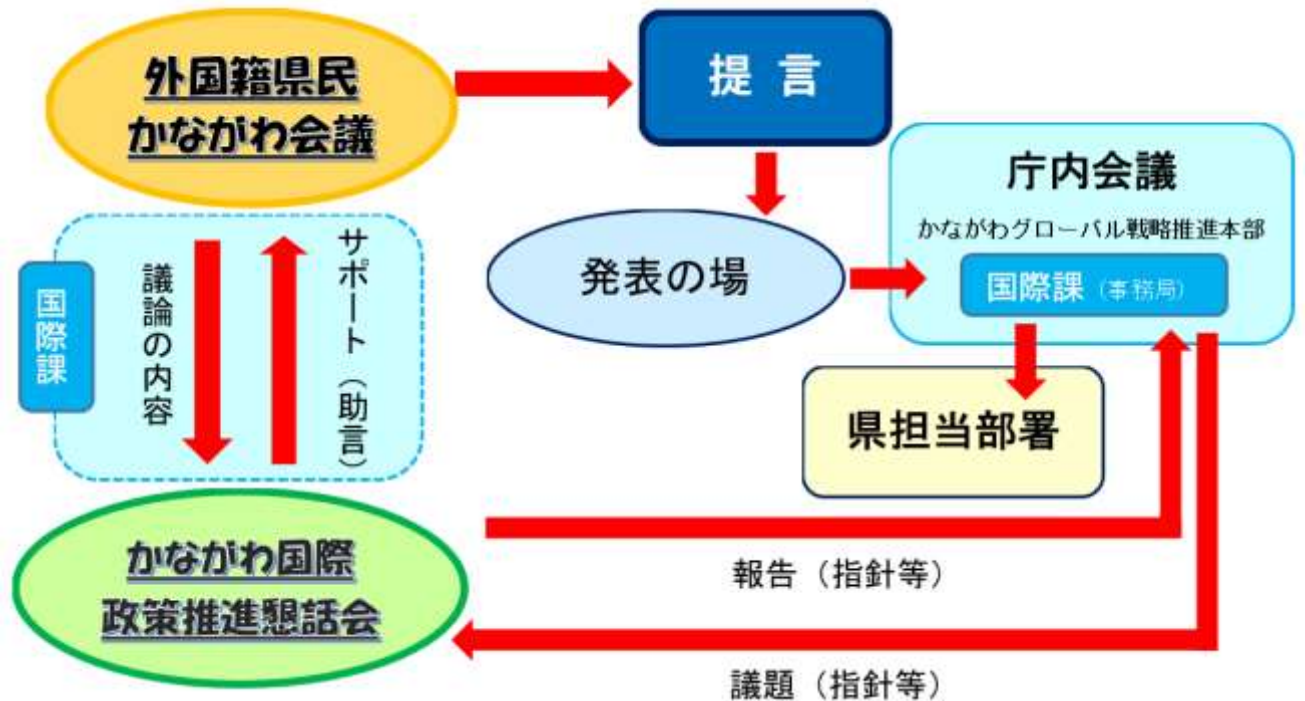 外国籍県民
かながわ会議
提 言
庁内会議
かながわグローバル戦略推進本部
国際課（事務局）
発表の場
県担当部署
国際課
議論の内容
サポート（助言）
かながわ国際
政策推進懇話会
報告（指針等）
議題（指針等）